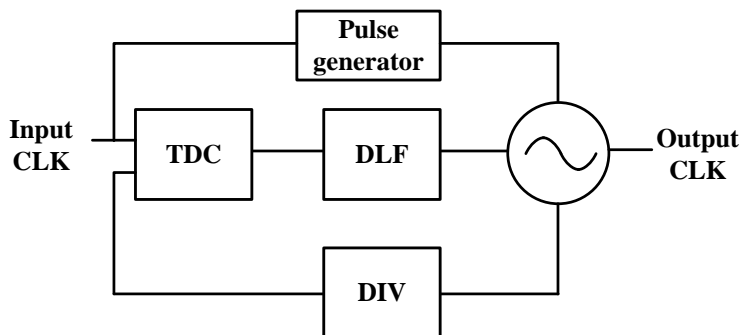 Pulse
generator
Input
CLK
TDC
DLF
Output
CLK
DIV